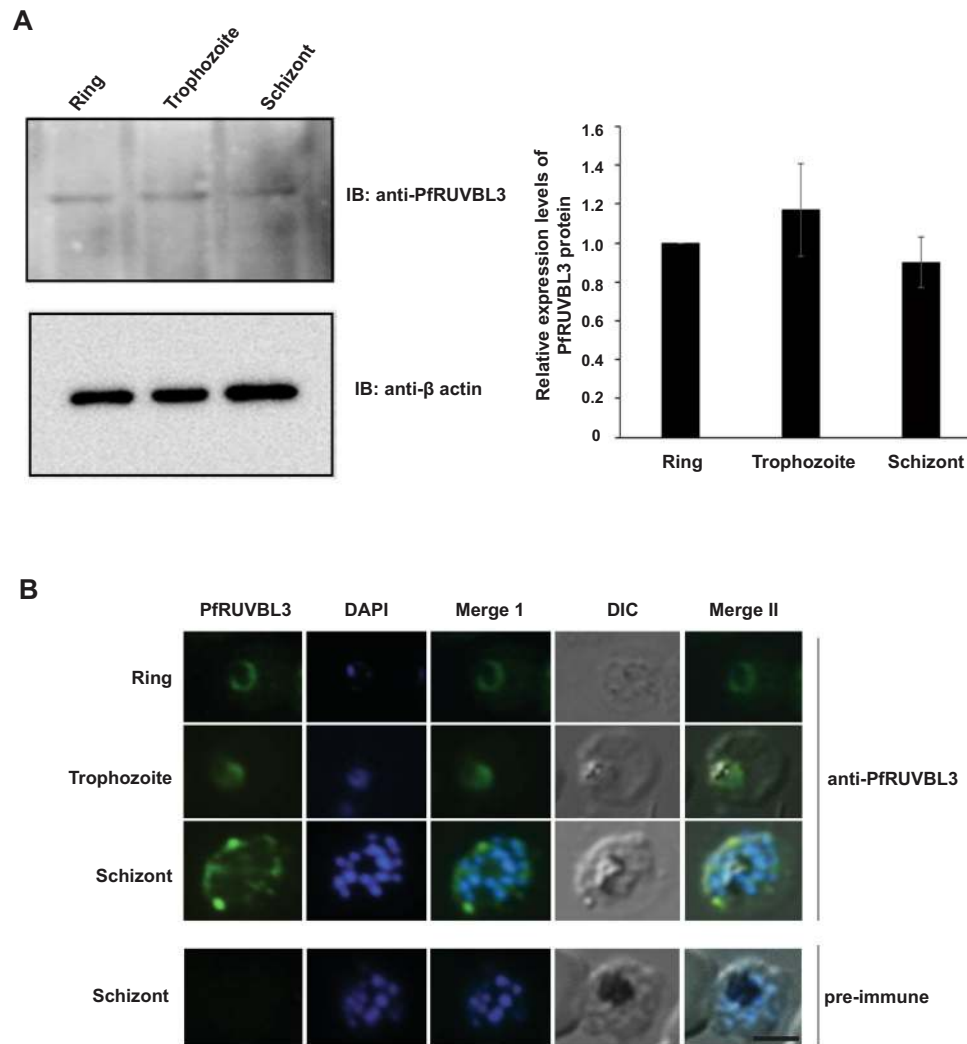 A
Ring
Trophozoite
Schizont
IB: anti-PfRUVBL3
IB: anti-β actin
Relative expression levels of
PfRUVBL3 protein
1.6
1.4
1.2
1.0
0.8
0.6
0.4
0.2
0
Ring
Trophozoite
Schizont
B
PfRUVBL3
DAPI
Merge 1
DIC
Merge II
Ring
Trophozoite
anti-PfRUVBL3
Schizont
Schizont
pre-immune